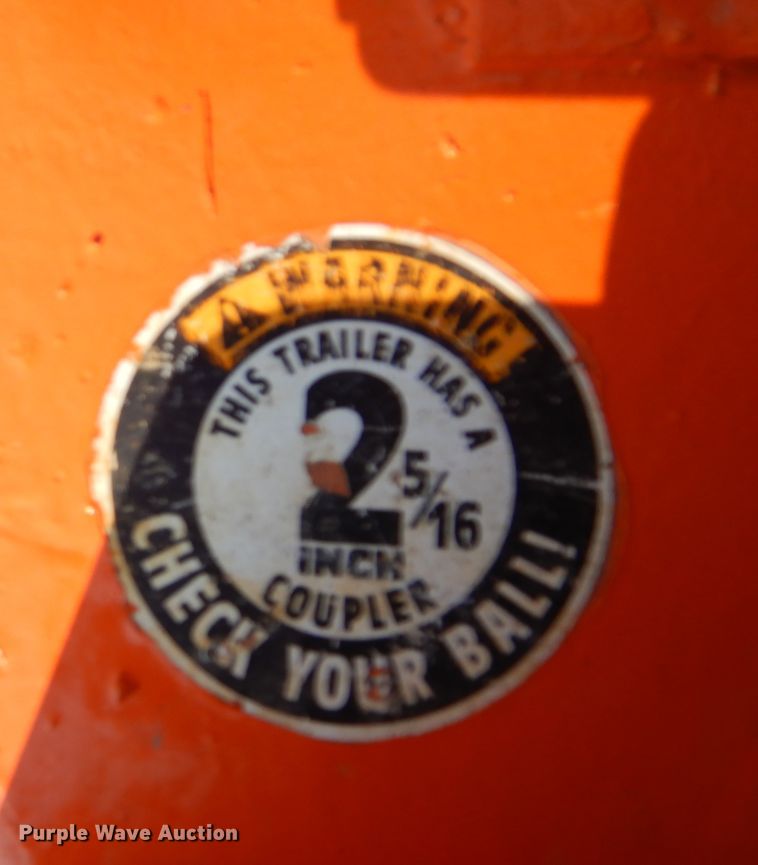 WARNING
THIS TRAILER HAS A
2 5/16
INCH
COUPLER
CHECK YOUR BALL!
Purple Wave Auction